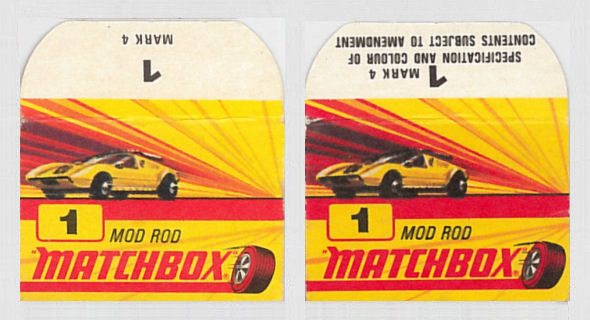 1
MARK 4
1
MOD ROD
"MATCHBOX"
SPECIFICATION AND COLOUR OF
CONTENTS SUBJECT TO AMENDMENT
1
MARK 4
1
MOD ROD
"MATCHBOX"